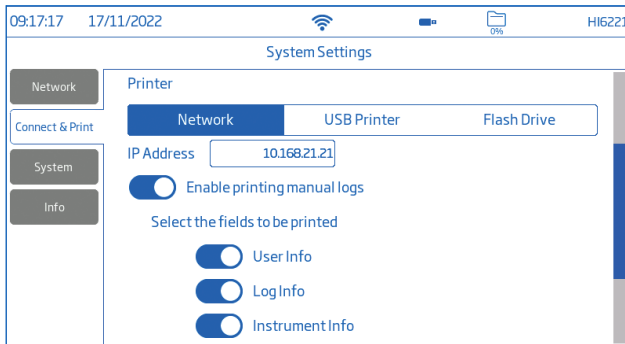 09:17:17 17/11/2022 0% HI6221
System Settings
Network
Connect & Print
System
Info
Printer
Network USB Printer Flash Drive
IP Address 10.168.21.21
Enable printing manual logs
Select the fields to be printed
User Info
Log Info
Instrument Info